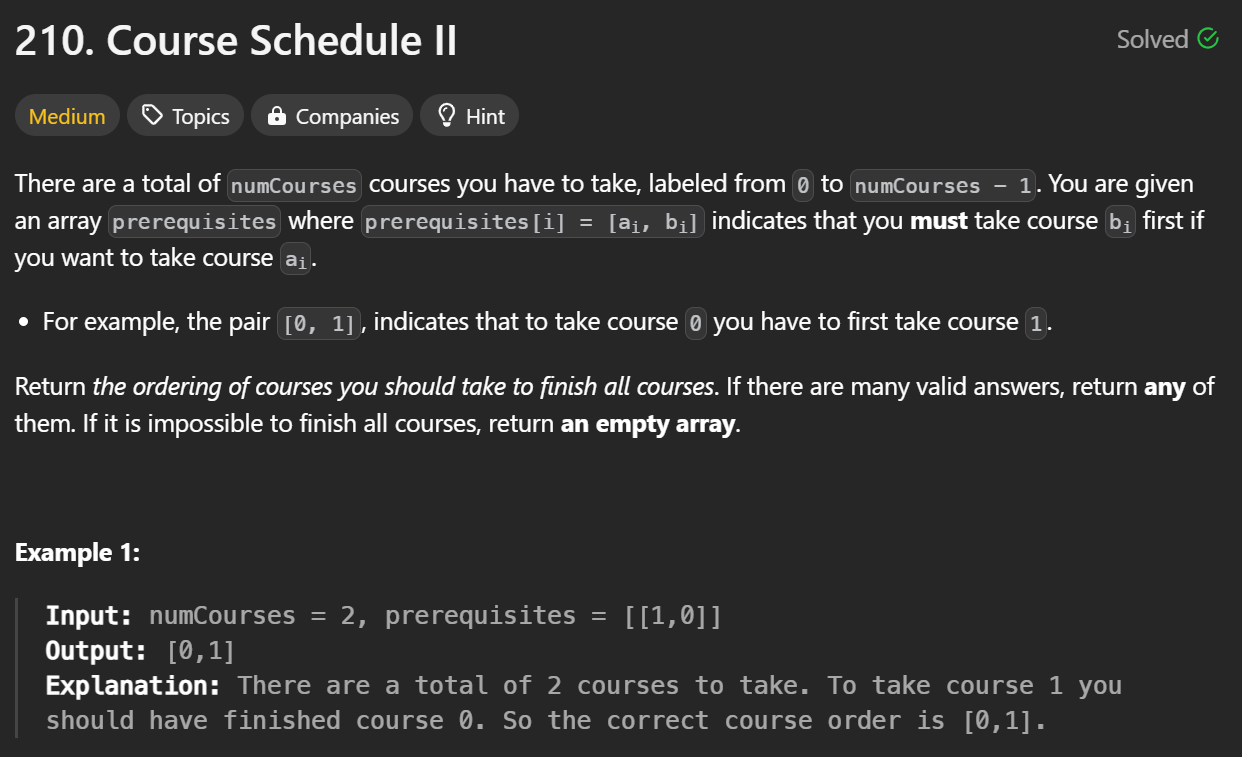 210. Course Schedule II
Solved
Medium
Topics
Companies
Hint
There are a total of numCourses courses you have to take, labeled from 0 to numCourses - 1. You are given
an array prerequisites where prerequisites[i] = [ai, bi] indicates that you must take course bi first if
you want to take course ai.
• For example, the pair [0, 1], indicates that to take course 0 you have to first take course 1.
Return the ordering of courses you should take to finish all courses. If there are many valid answers, return any of
them. If it is impossible to finish all courses, return an empty array.
Example 1:
Input: numCourses = 2, prerequisites = [[1,0]]
Output: [0,1]
Explanation: There are a total of 2 courses to take. To take course 1 you
should have finished course 0. So the correct course order is [0,1].